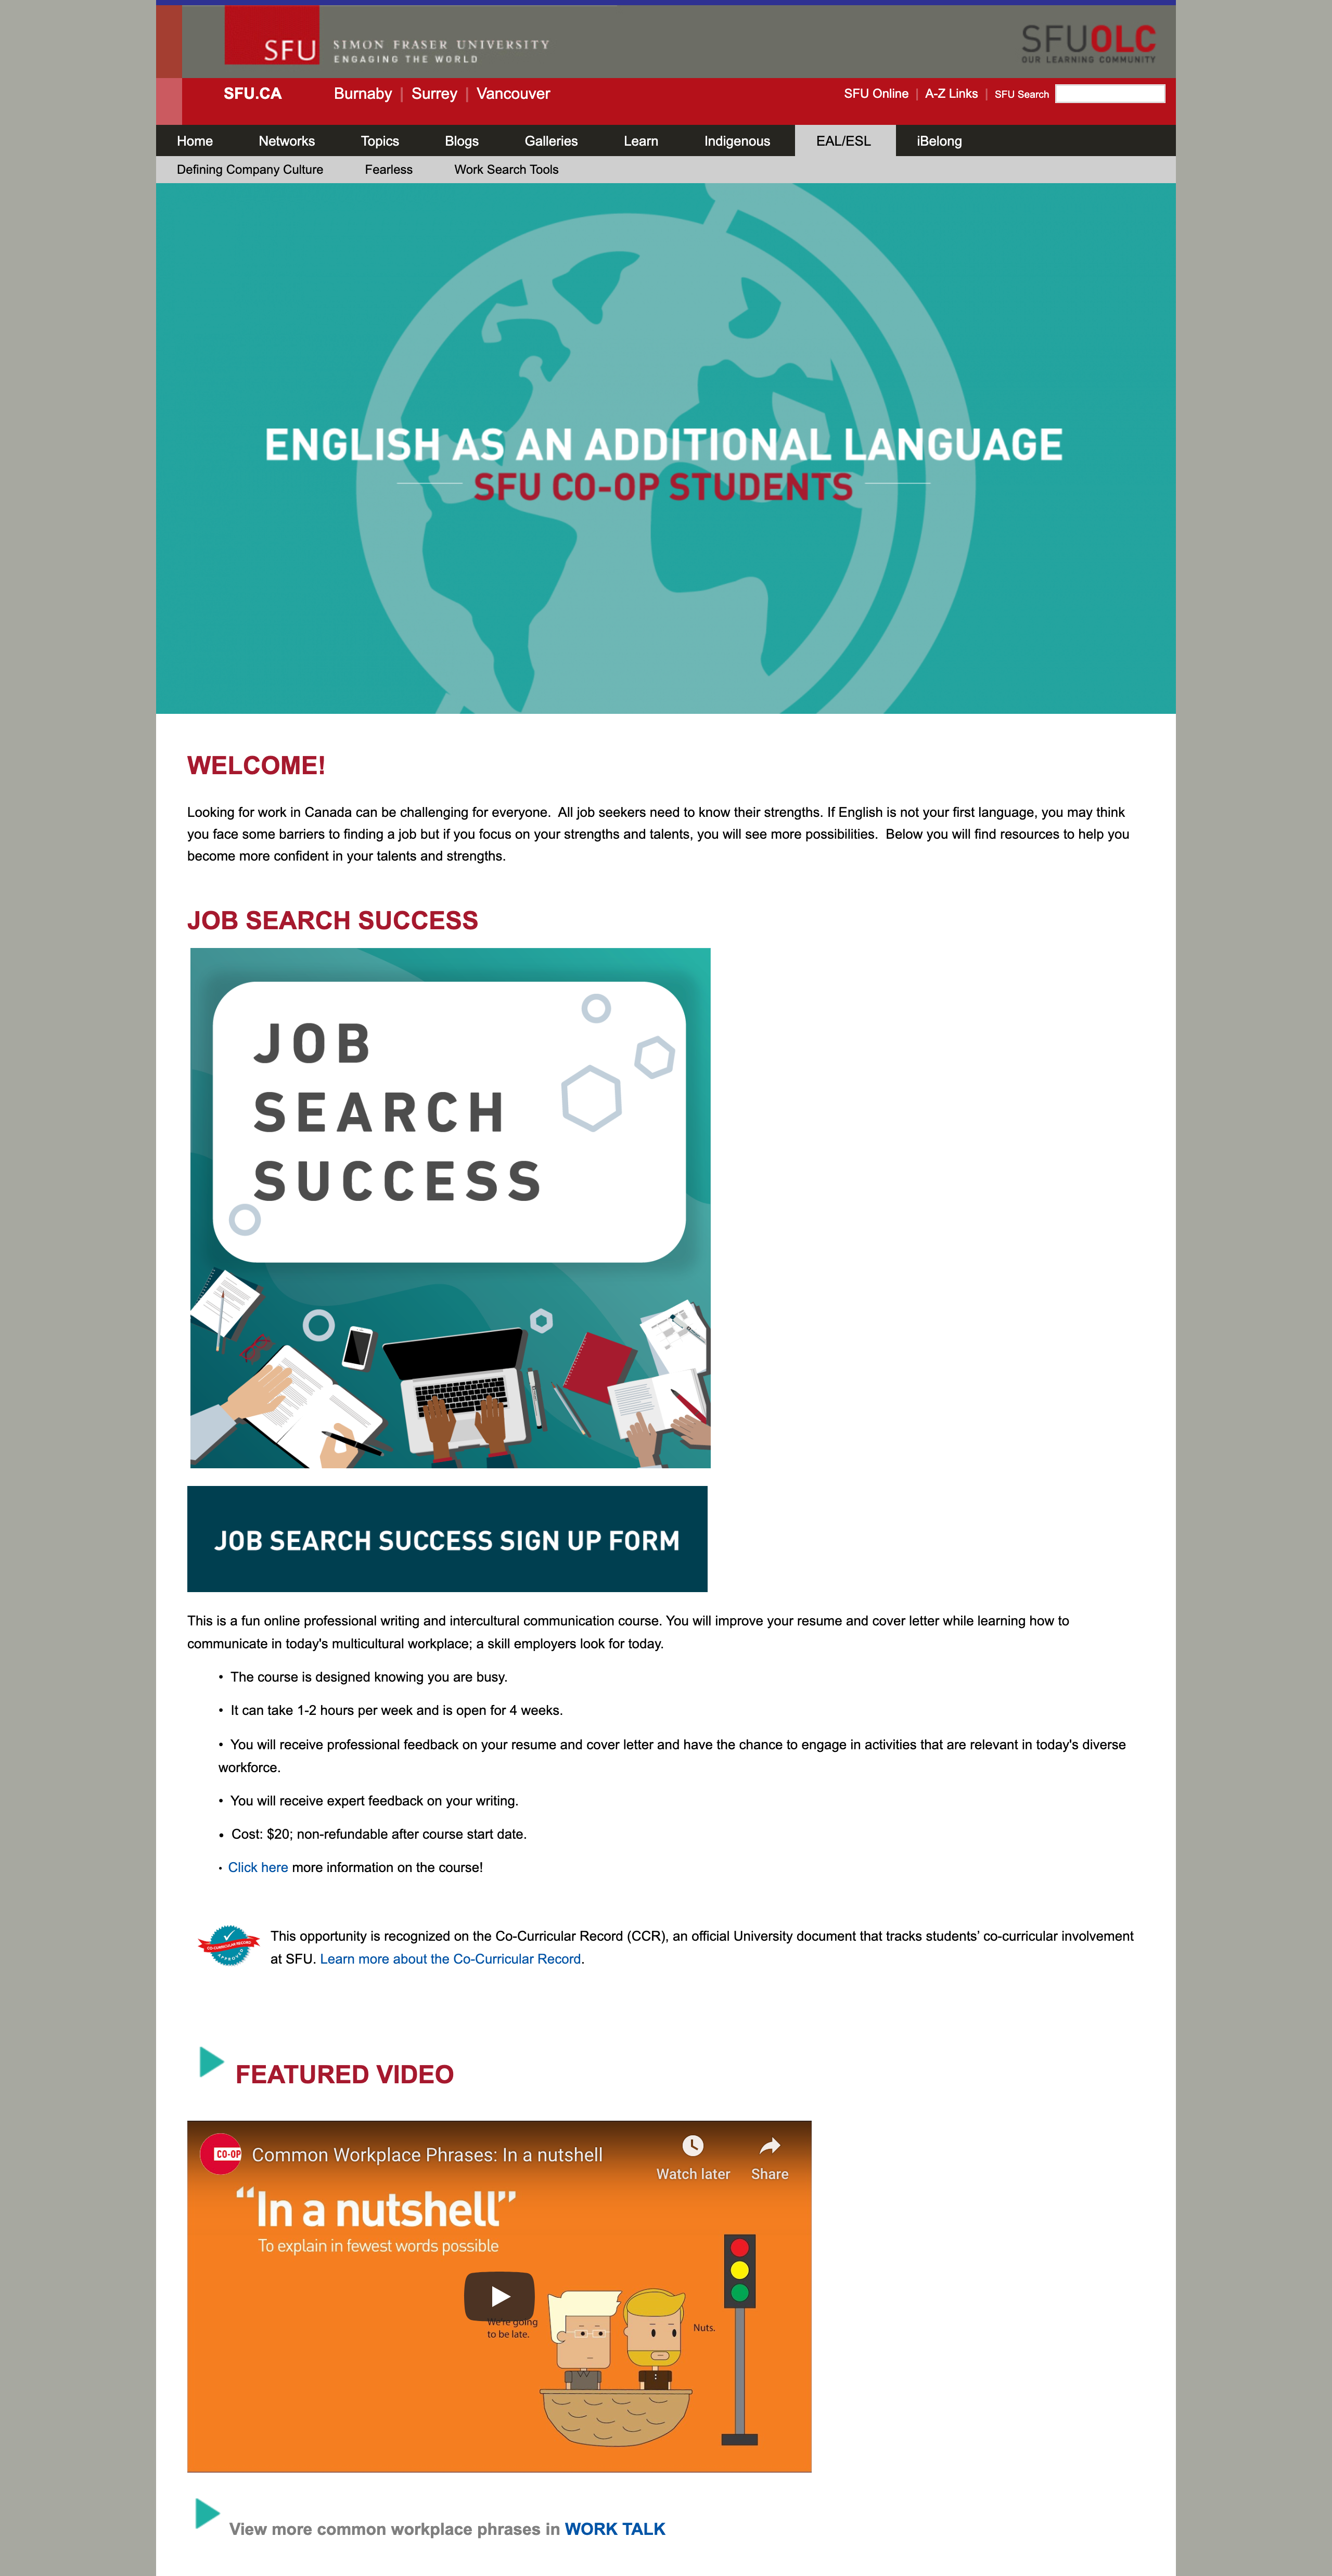 SFU SIMON FRASER UNIVERSITY
ENGAGING THE WORLD
SFUOLC
OUR LEARNING COMMUNITY
SFU.CA Burnaby | Surrey | Vancouver SFU Online | A-Z Links | SFU Search
Home Networks Topics Blogs Galleries Learn Indigenous EAL/ESL iBelong
Defining Company Culture Fearless Work Search Tools
ENGLISH AS AN ADDITIONAL LANGUAGE
SFU CO-OP STUDENTS
WELCOME!
Looking for work in Canada can be challenging for everyone.  All job seekers need to know their strengths. If English is not your first language, you may think
you face some barriers to finding a job but if you focus on your strengths and talents, you will see more possibilities.  Below you will find resources to help you
become more confident in your talents and strengths.
JOB SEARCH SUCCESS
JOB
SEARCH
SUCCESS
JOB SEARCH SUCCESS SIGN UP FORM
This is a fun online professional writing and intercultural communication course. You will improve your resume and cover letter while learning how to
communicate in today's multicultural workplace; a skill employers look for today.
• The course is designed knowing you are busy.
• It can take 1-2 hours per week and is open for 4 weeks.
• You will receive professional feedback on your resume and cover letter and have the chance to engage in activities that are relevant in today's diverse
workforce.
• You will receive expert feedback on your writing.
• Cost: $20; non-refundable after course start date.
• Click here more information on the course!
CO-CURRICULAR RECORD
APPROVED
This opportunity is recognized on the Co-Curricular Record (CCR), an official University document that tracks students’ co-curricular involvement
at SFU. Learn more about the Co-Curricular Record.
FEATURED VIDEO
CO-OP Common Workplace Phrases: In a nutshell
Watch later Share
“In a nutshell”
To explain in fewest words possible
We're going
to be late.
Nuts.
View more common workplace phrases in WORK TALK